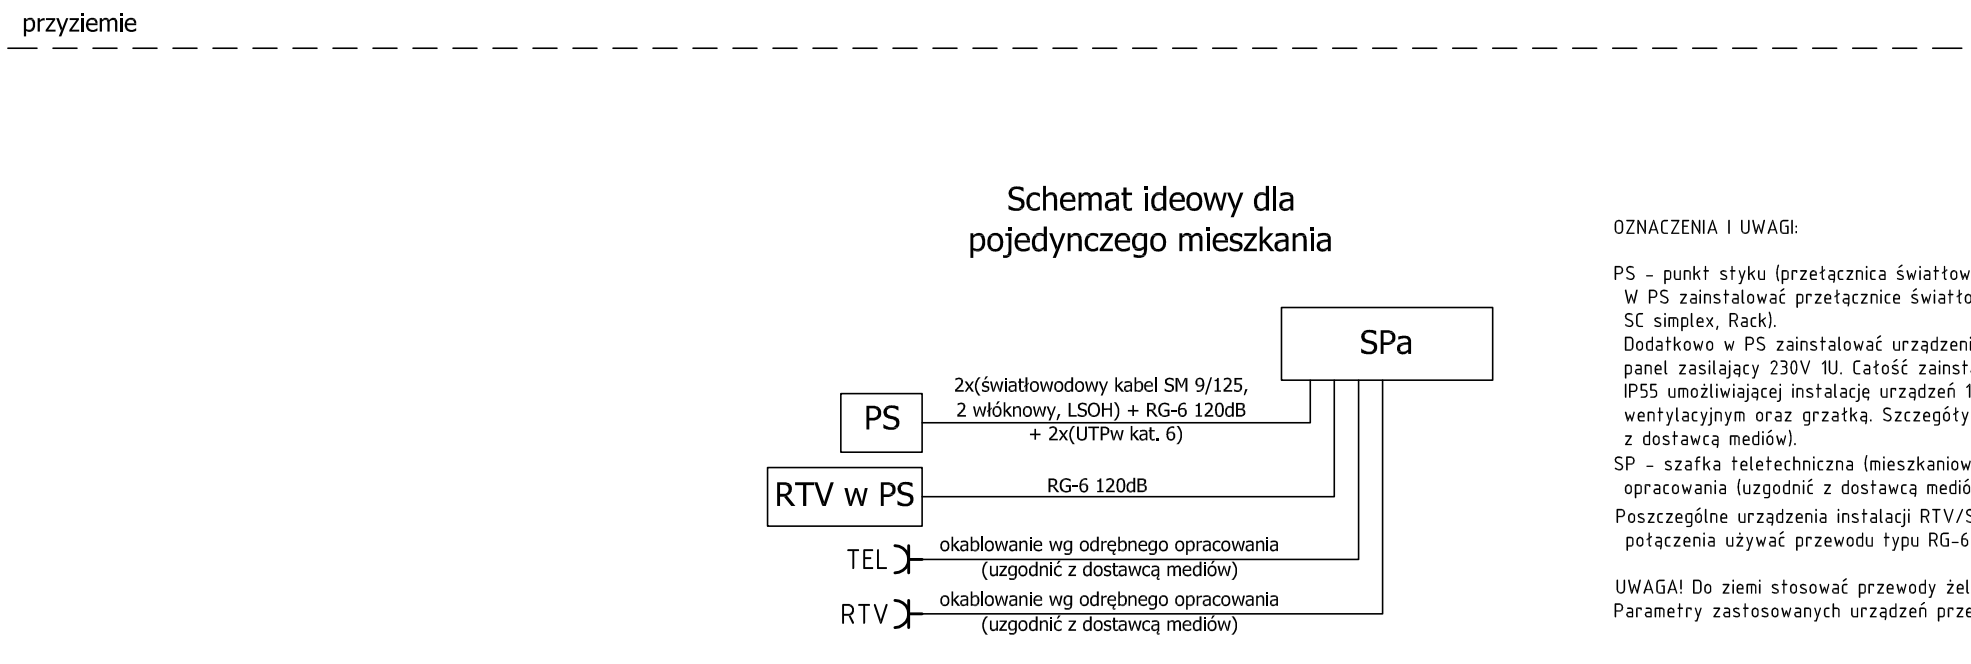 przyziemie
Schemat ideowy dla
pojedynczego mieszkania
SPa
2x(światłowodowy kabel SM 9/125,
2 włóknowy, LSOH) + RG-6 120dB
+ 2x(UTPw kat. 6)
PS
RTV w PS
RG-6 120dB
TEL
okablowanie wg odrębnego opracowania
(uzgodnić z dostawcą mediów)
RTV
okablowanie wg odrębnego opracowania
(uzgodnić z dostawcą mediów)
OZNACZENIA I UWAGI:
PS - punkt styku (przełącznica światłow
W PS zainstalować przełącznice światło
SC simplex, Rack).
Dodatkowo w PS zainstalować urządzeni
panel zasilający 230V 1U. Całość zainst
IP55 umożliwiającej instalację urządzeń 1
wentylacyjnym oraz grzałką. Szczegóły
z dostawcą mediów).
SP - szafka teletechniczna (mieszkaniow
opracowania (uzgodnić z dostawcą medió
Poszczególne urządzenia instalacji RTV/S
połączenia używać przewodu typu RG-6
UWAGA! Do ziemi stosować przewody żel
Parametry zastosowanych urządzeń prze